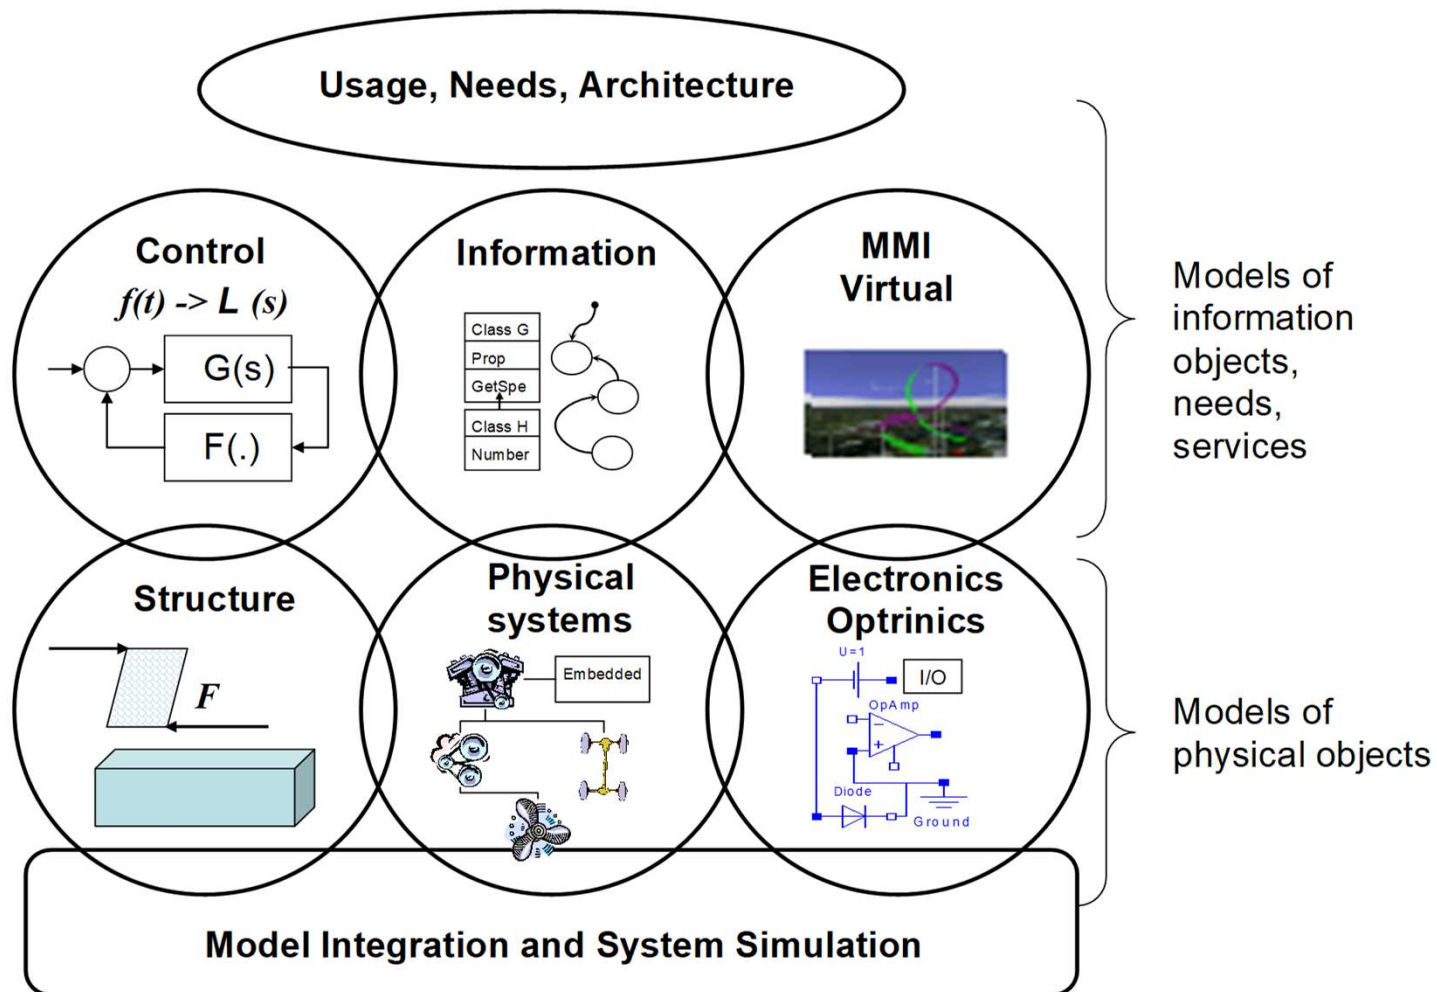 Usage, Needs, Architecture
Control
f(t) -> L (s)
G(s)
F(.)
Information
Class G
Prop
GetSpe
Class H
Number
MMI
Virtual
Models of
information
objects,
needs,
services
Structure
F
Physical
systems
Embedded
Electronics
Optrinics
U=1
I/O
OpAmp
Diode
Ground
Models of
physical objects
Model Integration and System Simulation